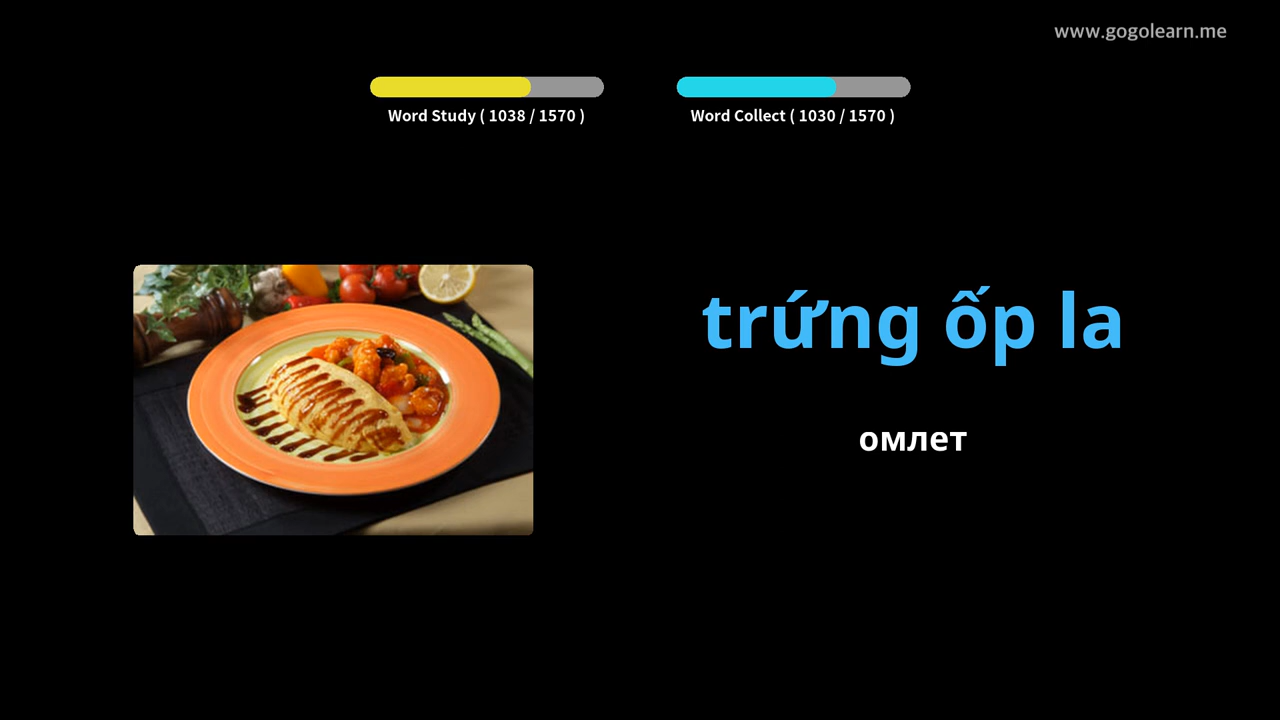 www.gogolearn.me
Word Study ( 1038 / 1570 )
Word Collect ( 1030 / 1570 )
trứng ốp la
омлет